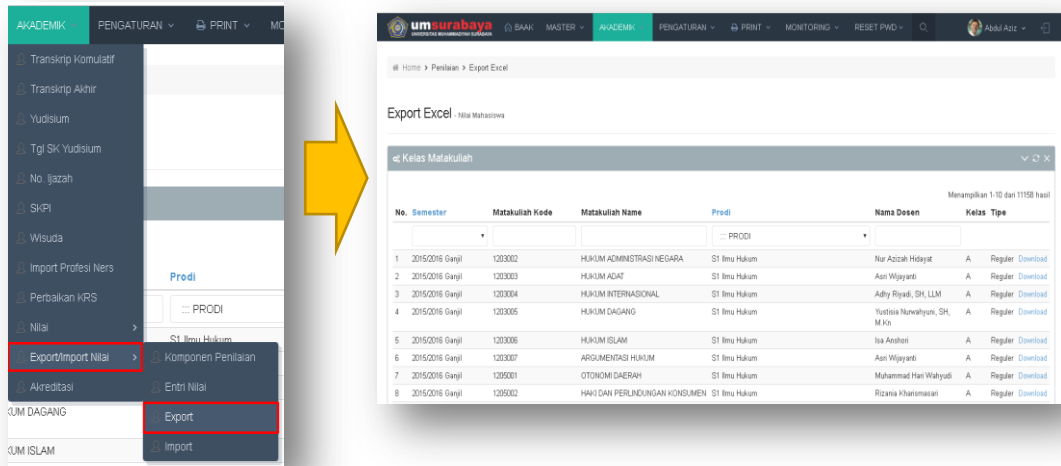 AKADEMIK PENGATURAN PRINT MO
Transkrip Komulatif
Transkrip Akhir
Yudisium
Tgl SK Yudisium
No. Ijazah
SKPI
Wisuda
Import Profesi Ners
Perbaikan KRS
Nilai
Export/Import Nilai
Akreditasi
Prodi
::: PRODI
S1 Ilmu Hukum
Komponen Penilaian
Entri Nilai
Export
Import
KUM DAGANG
KUM ISLAM
umsurabaya BAAK MASTER AKADEMIK PENGATURAN PRINT MONITORING RESET PWD Abdul Aziz
UNIVERSITAS MUHAMMADIYAH SURABAYA
Home > Penilaian > Export Excel
Export Excel - Nilai Mahasiswa
Kelas Matakuliah
Menampilkan 1-10 dari 11158 hasil
No. Semester Matakuliah Kode Matakuliah Name Prodi Nama Dosen Kelas Tipe
::: PRODI
1 2015/2016 Ganjil 1203002 HUKUM ADMINISTRASI NEGARA S1 Ilmu Hukum Nur Azizah Hidayat A Reguler Download
2 2015/2016 Ganjil 1203003 HUKUM ADAT S1 Ilmu Hukum Asri Wijayanti A Reguler Download
3 2015/2016 Ganjil 1203004 HUKUM INTERNASIONAL S1 Ilmu Hukum Adhy Riyadi, SH, LLM A Reguler Download
4 2015/2016 Ganjil 1203005 HUKUM DAGANG S1 Ilmu Hukum Yustisia Nurwahyuni, SH, A Reguler Download
M.Kn
5 2015/2016 Ganjil 1203006 HUKUM ISLAM S1 Ilmu Hukum Isa Anshori A Reguler Download
6 2015/2016 Ganjil 1203007 ARGUMENTASI HUKUM S1 Ilmu Hukum Asri Wijayanti A Reguler Download
7 2015/2016 Ganjil 1205001 OTONOMI DAERAH S1 Ilmu Hukum Muhammad Hari Wahyudi A Reguler Download
8 2015/2016 Ganjil 1205002 HAKI DAN PERLINDUNGAN KONSUMEN S1 Ilmu Hukum Rizania Kharismasari A Reguler Download